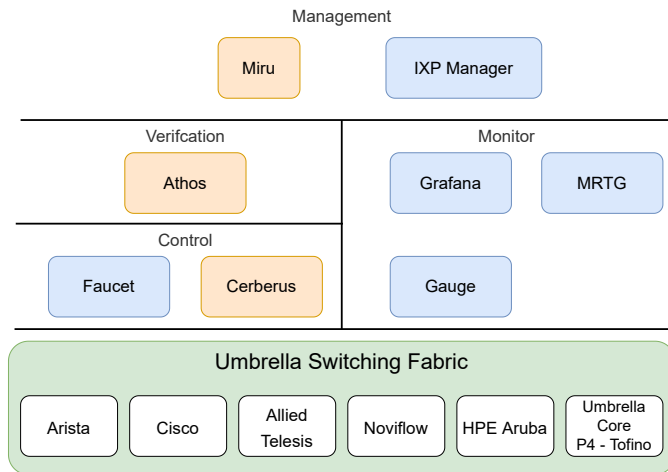 Management
Miru
IXP Manager
Verifcation
Monitor
Athos
Grafana
MRTG
Control
Faucet
Cerberus
Gauge
Umbrella Switching Fabric
Arista
Cisco
Allied
Telesis
Noviflow
HPE Aruba
Umbrella
Core
P4 - Tofino